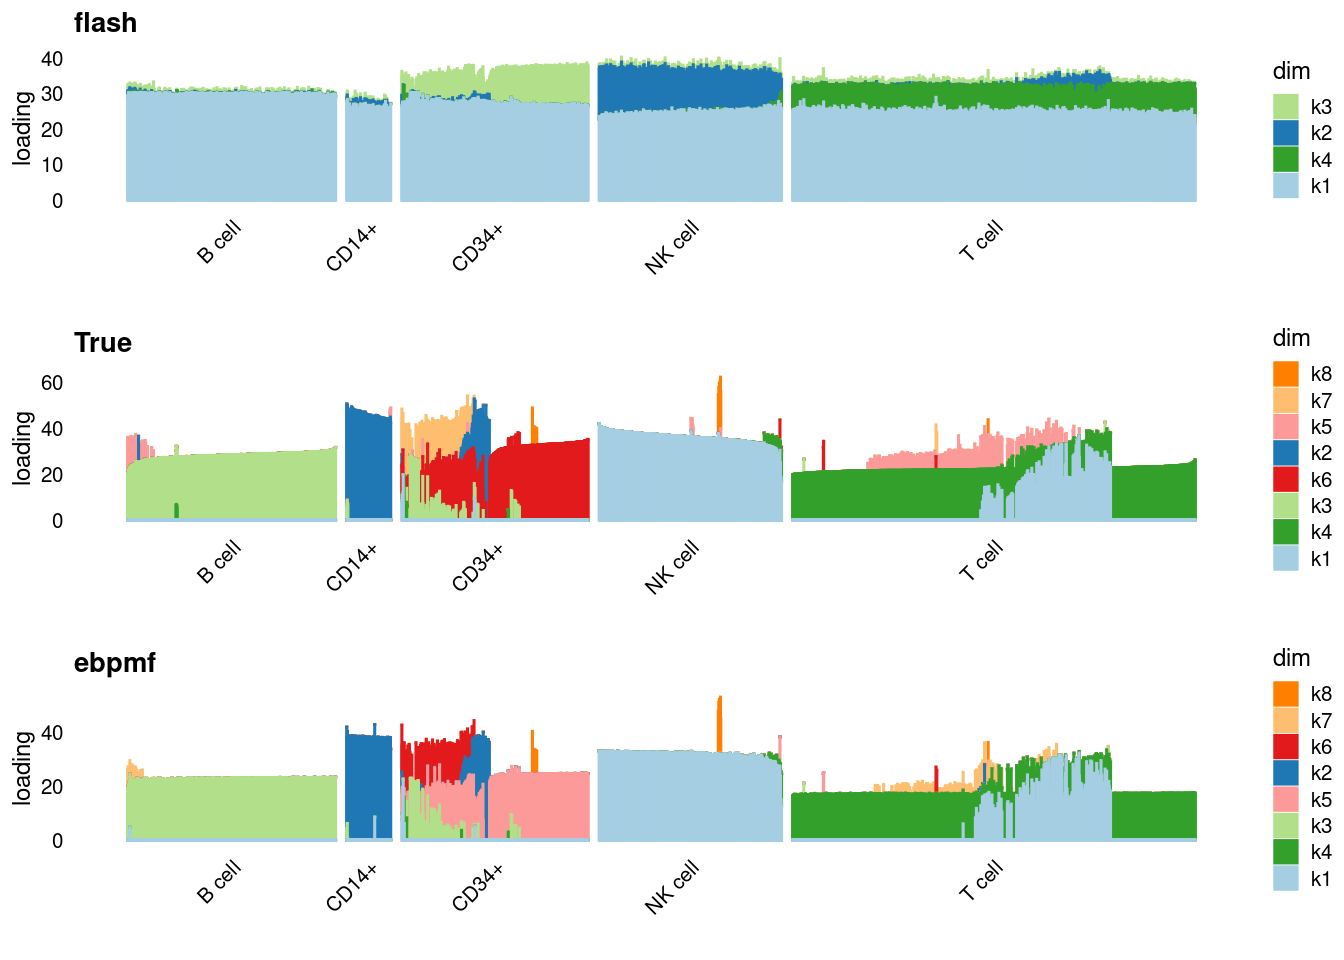 flash
40
30
20
10
0
loading
B cell
CD14+
CD34+
NK cell
T cell
dim
k3
k2
k4
k1
True
60
40
20
0
loading
B cell
CD14+
CD34+
NK cell
T cell
dim
k8
k7
k5
k2
k6
k3
k4
k1
ebpmf
40
20
0
loading
B cell
CD14+
CD34+
NK cell
T cell
dim
k8
k7
k6
k2
k5
k3
k4
k1